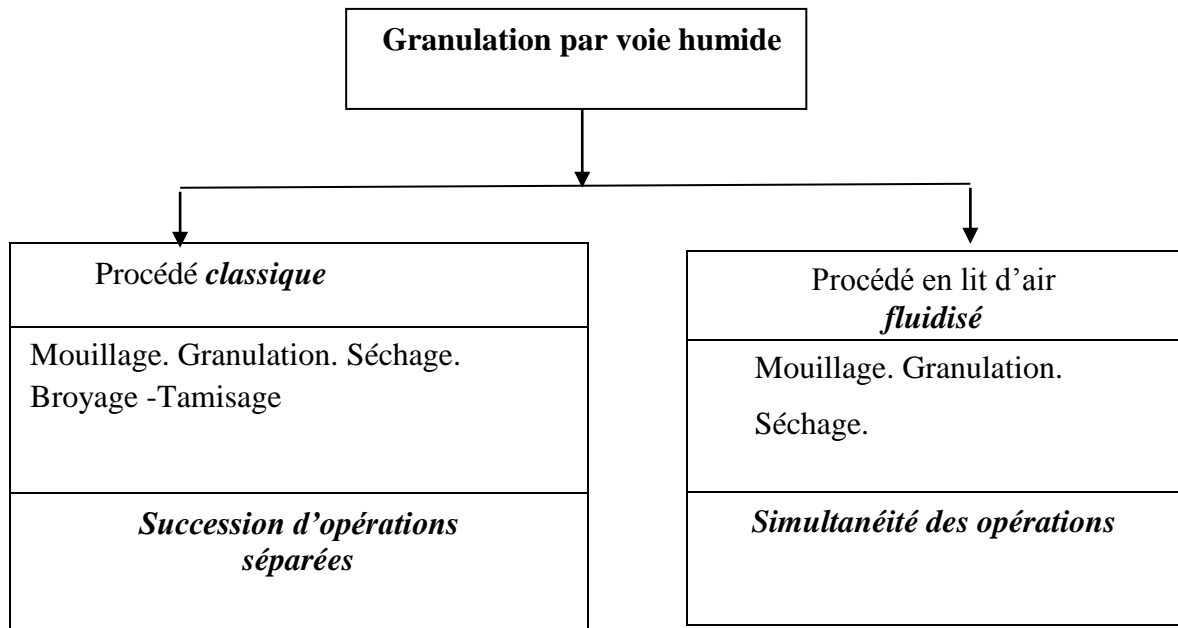 Granulation par voie humide
Procédé classique
Mouillage. Granulation. Séchage.
Broyage -Tamisage
Succession d’opérations
séparées
Procédé en lit d’air
fluidisé
Mouillage. Granulation.
Séchage.
Simultanéité des opérations